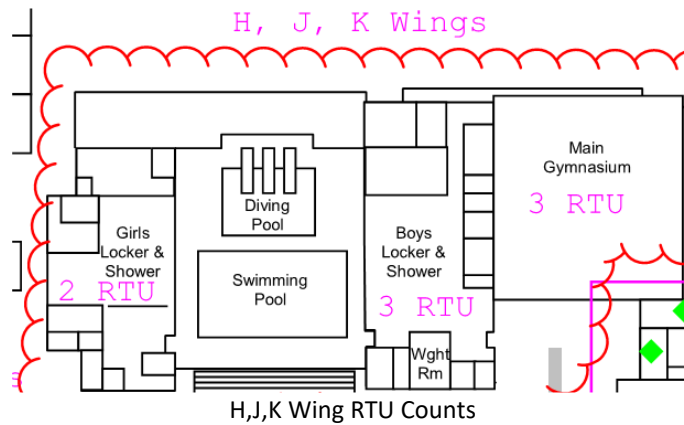 H, J, K Wings
Main
Gymnasium
3 RTU
Diving
Pool
Girls
Locker &
Shower
2 RTU
Boys
Locker &
Shower
3 RTU
Swimming
Pool
Wght
Rm
H,J,K Wing RTU Counts